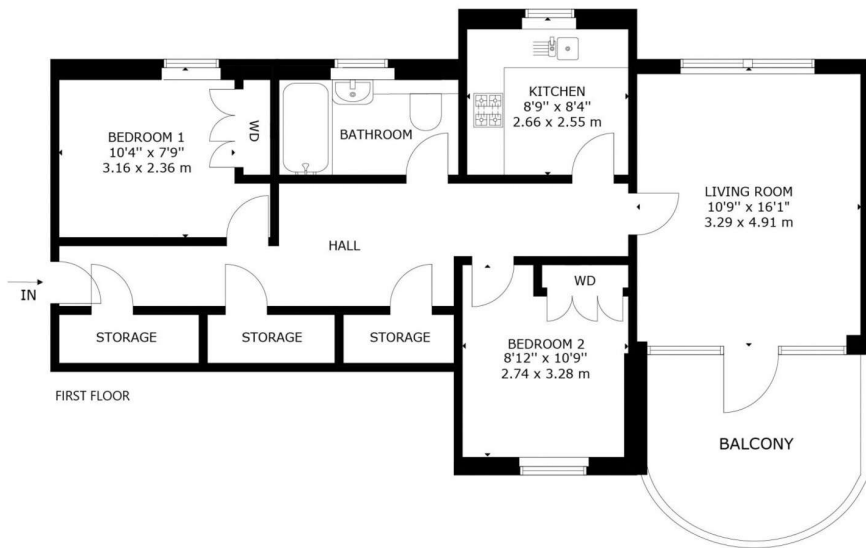 BEDROOM 1
10'4" x 7'9"
3.16 x 2.36 m
WD
BATHROOM
KITCHEN
8'9" x 8'4"
2.66 x 2.55 m
LIVING ROOM
10'9" x 16'1"
3.29 x 4.91 m
HALL
IN
STORAGE
STORAGE
STORAGE
WD
BEDROOM 2
8'12" x 10'9"
2.74 x 3.28 m
BALCONY
FIRST FLOOR